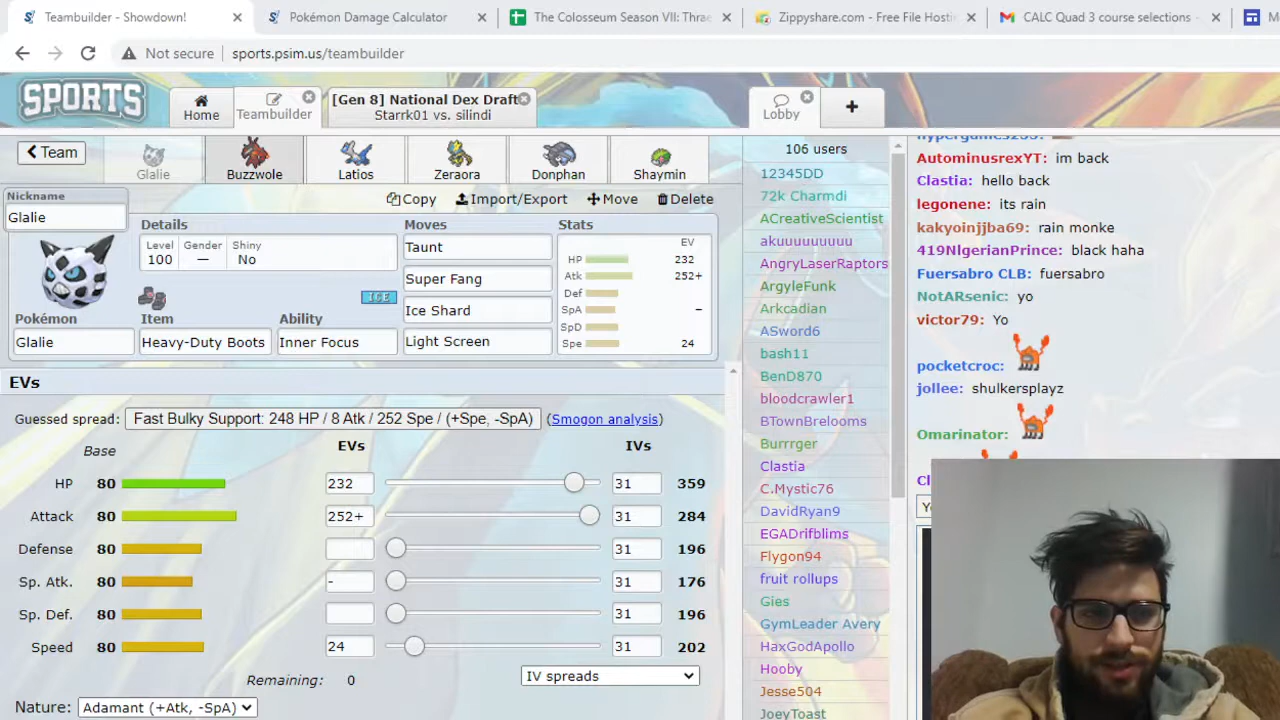 Teambuilder - Showdown!
Pokémon Damage Calculator
The Colosseum Season VII: Thrae
Zippyshare.com - Free File Hostin
CALC Quad 3 course selections -
Not secure sports.psim.us/teambuilder
SPORTS
Home
Teambuilder
[Gen 8] National Dex Draft
Starrk01 vs. silindi
Lobby
Team
Glalie
Buzzwole
Latios
Zeraora
Donphan
Shaymin
Nickname
Glalie
Copy
Import/Export
Move
Delete
Details
Level
100
Gender
—
Shiny
No
ICE
Pokémon
Glalie
Item
Heavy-Duty Boots
Ability
Inner Focus
Moves
Taunt
Super Fang
Ice Shard
Light Screen
Stats
EV
HP 232
Atk 252+
Def
SpA –
SpD
Spe 24
EVs
Guessed spread: Fast Bulky Support: 248 HP / 8 Atk / 252 Spe / (+Spe, -SpA) (Smogon analysis)
Base EVs IVs
HP 80 232 31 359
Attack 80 252+ 31 284
Defense 80 31 196
Sp. Atk. 80 - 31 176
Sp. Def. 80 31 196
Speed 80 24 31 202
Remaining: 0
IV spreads
Nature: Adamant (+Atk, -SpA)
106 users
12345DD
72k Charmdi
ACreativeScientist
akuuuuuuuuu
AngryLaserRaptors
ArgyleFunk
Arkcadian
ASword6
bash11
BenD870
bloodcrawler1
BTownBrelooms
Burrrger
Clastia
C.Mystic76
DavidRyan9
EGADrifblims
Flygon94
fruit rollups
Gies
GymLeader Avery
HaxGodApollo
Hooby
Jesse504
JoeyToast
AutominusrexYT: im back
Clastia: hello back
legonene: its rain
kakyoinjjba69: rain monke
419NIgerianPrince: black haha
Fuersabro CLB: fuersabro
NotARsenic: yo
victor79: Yo
pocketcroc:
jollee: shulkersplayz
Omarinator: